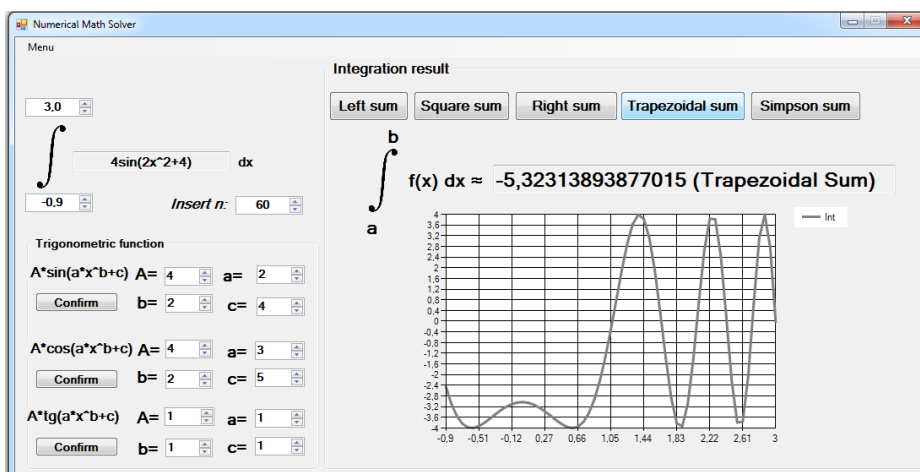 Numerical Math Solver
Menu
3,0
4sin(2x^2+4) dx
-0,9
Insert n: 60
Trigonometric function
A*sin(a*x^b+c) A= 4 a= 2
Confirm b= 2 c= 4
A*cos(a*x^b+c) A= 4 a= 3
Confirm b= 2 c= 5
A*tg(a*x^b+c) A= 1 a= 1
Confirm b= 1 c= 1
Integration result
Left sum Square sum Right sum Trapezoidal sum Simpson sum
b
∫ f(x) dx ≈ -5,32313893877015 (Trapezoidal Sum)
a
Int
4
3,6
3,2
2,8
2,4
2
1,6
1,2
0,8
0,4
0
-0,4
-0,8
-1,2
-1,6
-2
-2,4
-2,8
-3,2
-3,6
-4
-0,9 -0,51 -0,12 0,27 0,66 1,05 1,44 1,83 2,22 2,61 3